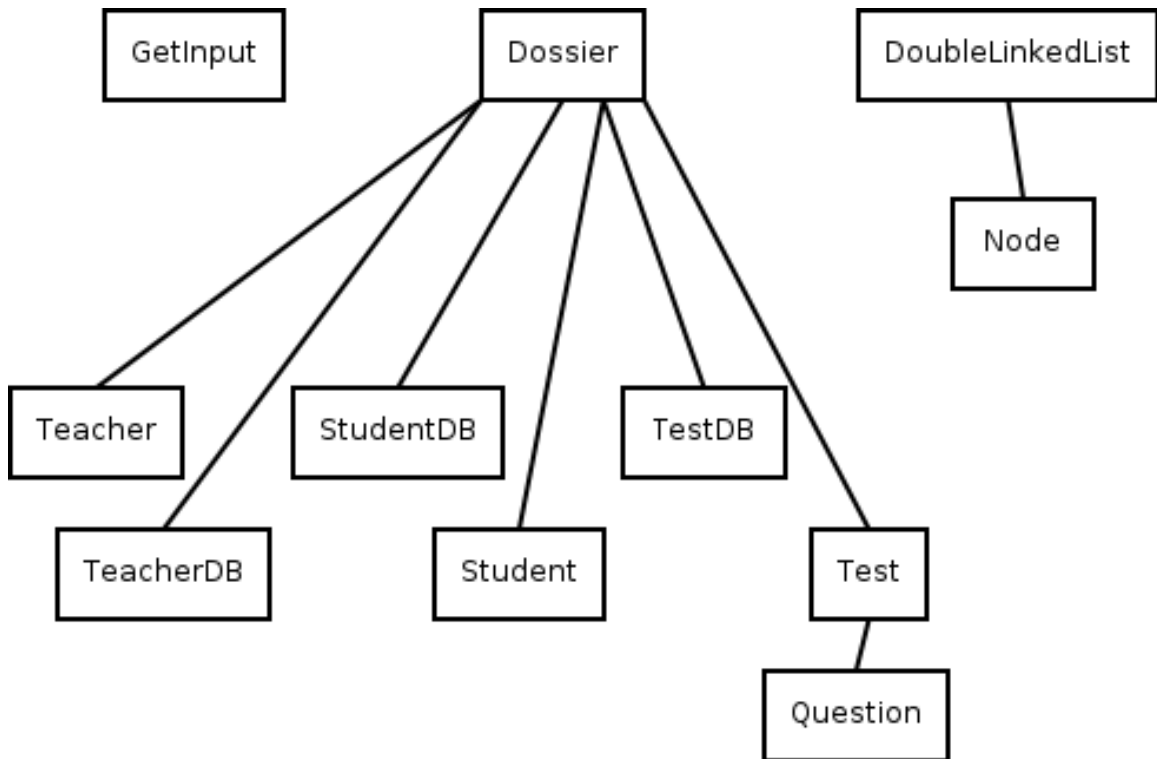 GetInput
Dossier
DoubleLinkedList
Node
Teacher
StudentDB
TestDB
TeacherDB
Student
Test
Question